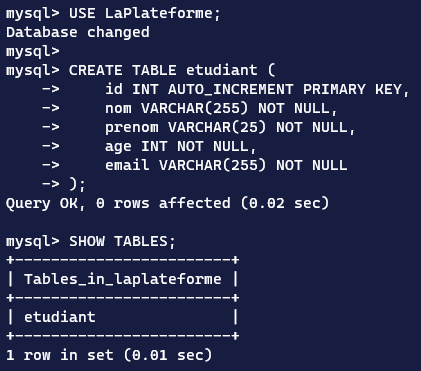 mysql> USE LaPlateforme;
Database changed
mysql>
mysql> CREATE TABLE etudiant (
    ->     id INT AUTO_INCREMENT PRIMARY KEY,
    ->     nom VARCHAR(255) NOT NULL,
    ->     prenom VARCHAR(25) NOT NULL,
    ->     age INT NOT NULL,
    ->     email VARCHAR(255) NOT NULL
    -> );
Query OK, 0 rows affected (0.02 sec)

mysql> SHOW TABLES;
+------------------------+
| Tables_in_laplateforme |
+------------------------+
| etudiant               |
+------------------------+
1 row in set (0.01 sec)